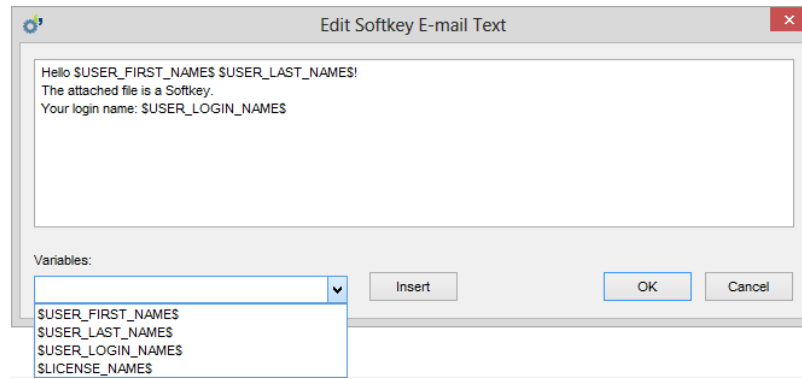 Edit Softkey E-mail Text
Hello $USER_FIRST_NAME$ $USER_LAST_NAME$!
The attached file is a Softkey.
Your login name: $USER_LOGIN_NAME$
Variables:
Insert
OK
Cancel
$USER_FIRST_NAME$
$USER_LAST_NAME$
$USER_LOGIN_NAME$
$LICENSE_NAME$